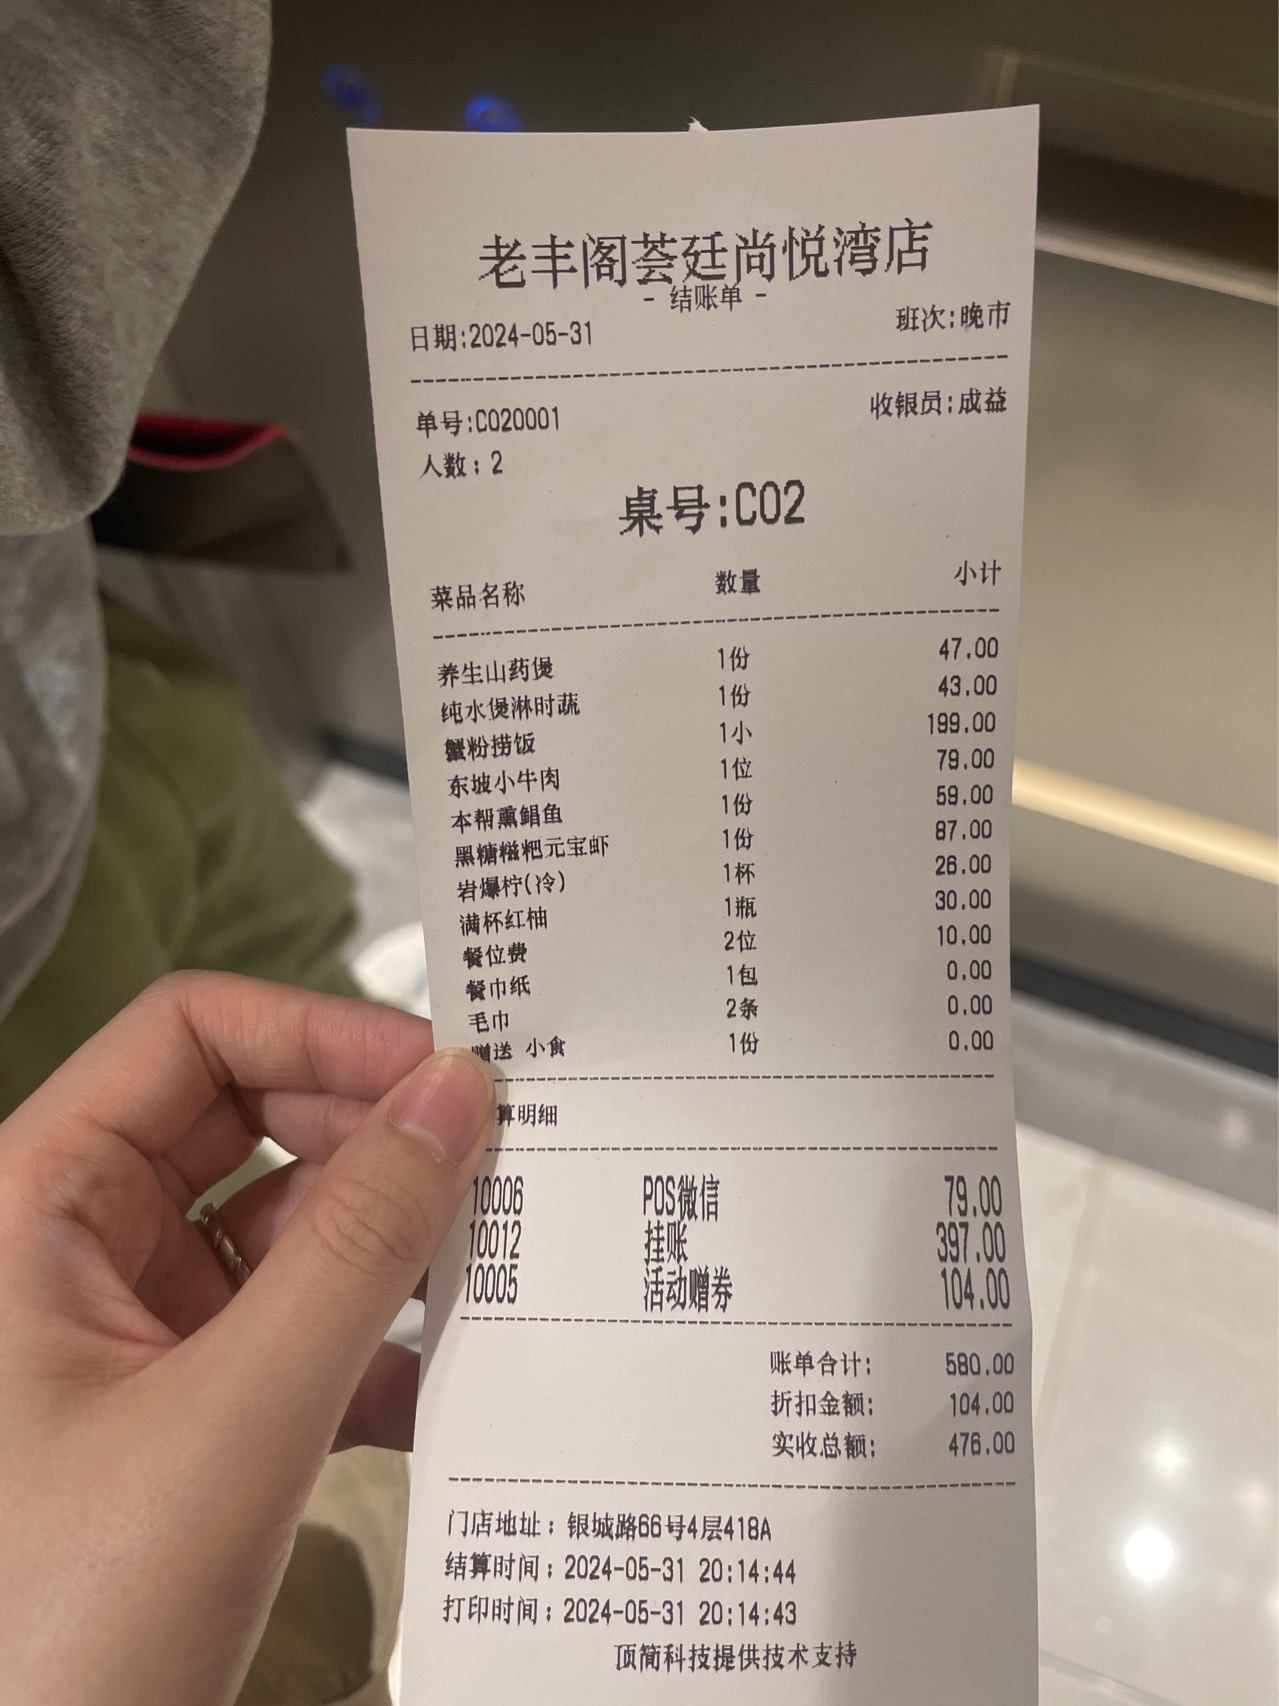 老丰阁荟廷尚悦湾店
- 结账单 -
日期:2024-05-31 班次:晚市
单号:C020001 收银员:成益
人数:2
桌号:C02
菜品名称 数量 小计
养生山药煲 1份 47.00
纯水煲淋时蔬 1份 43.00
蟹粉捞饭 1小 199.00
东坡小牛肉 1位 79.00
本帮熏鲳鱼 1份 59.00
黑糖糍粑元宝虾 1份 87.00
岩爆柠(冷) 1杯 26.00
满杯红柚 1瓶 30.00
餐位费 2位 10.00
餐巾纸 1包 0.00
毛巾 2条 0.00
赠送 小食 1份 0.00
算明细
10006 POS微信 79.00
10012 挂账 397.00
10005 活动赠券 104.00
账单合计: 580.00
折扣金额: 104.00
实收总额: 476.00
门店地址:银城路66号4层418A
结算时间:2024-05-31 20:14:44
打印时间:2024-05-31 20:14:43
顶简科技提供技术支持